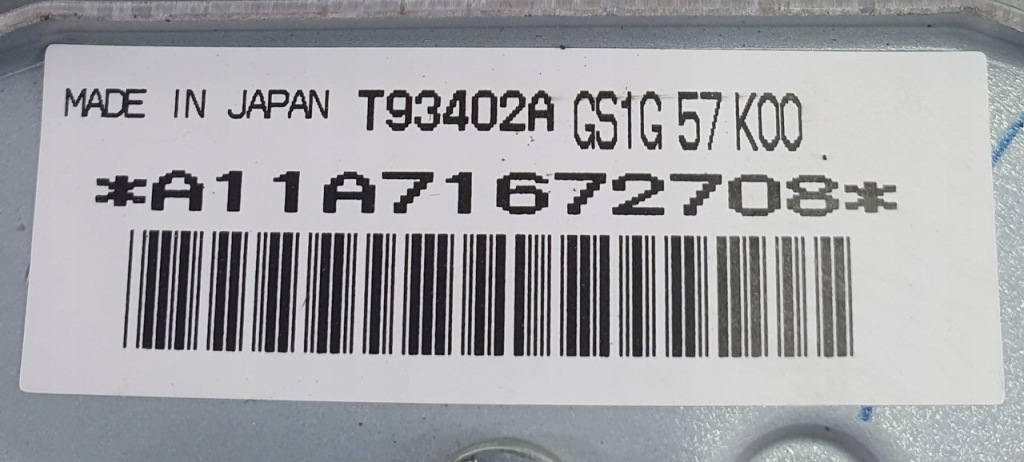 MADE IN JAPAN T93402A GS1G 57 K00
*A11A71672708*